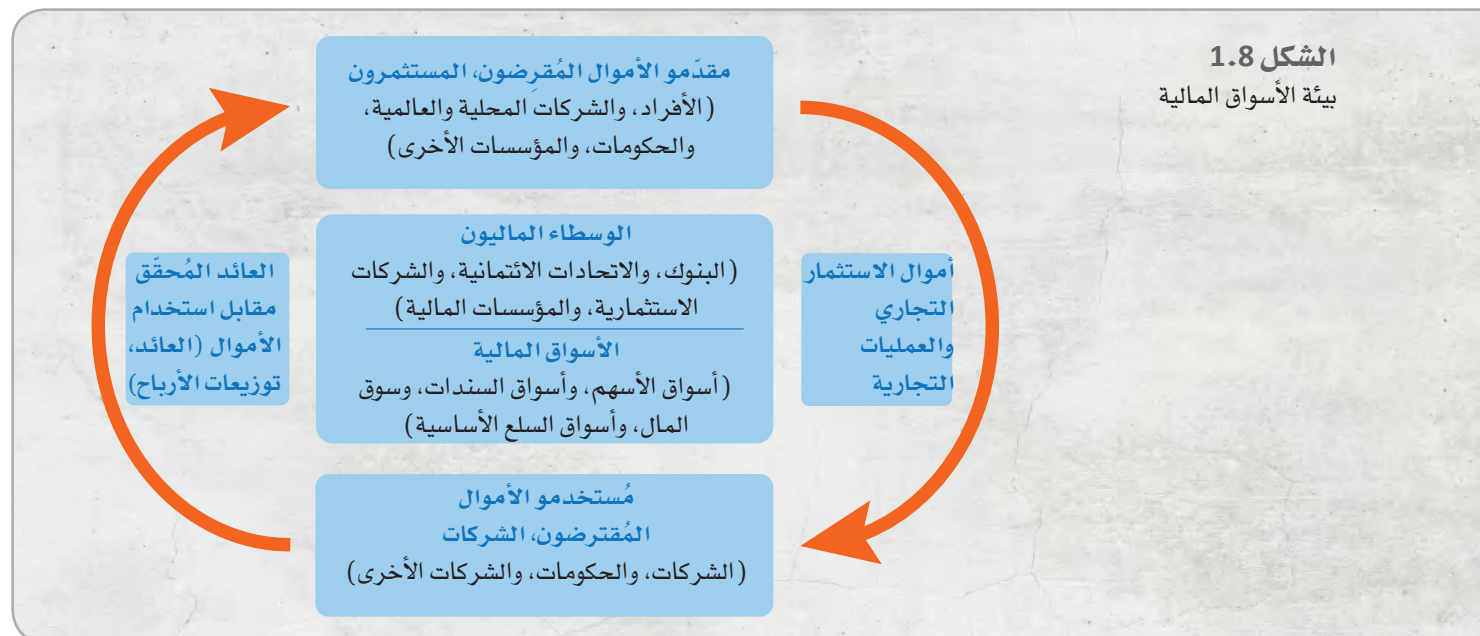 الشكل 1.8
بيئة الأسواق المالية
مقدّمو الأموال المُقرِضون، المستثمرون
(الأفراد، والشركات المحلية والعالمية،
والحكومات، والمؤسسات الأخرى)
أموال الاستثمار
التجاري
والعمليات
التجارية
الوسطاء الماليون
(البنوك، والاتحادات الائتمانية، والشركات
الاستثمارية، والمؤسسات المالية)
الأسواق المالية
(أسواق الأسهم، وأسواق السندات، وسوق
المال، وأسواق السلع الأساسية)
العائد المُحقّق
مقابل استخدام
الأموال (العائد،
توزيعات الأرباح)
مُستخدمو الأموال
المُقترضون، الشركات
(الشركات، والحكومات، والشركات الأخرى)